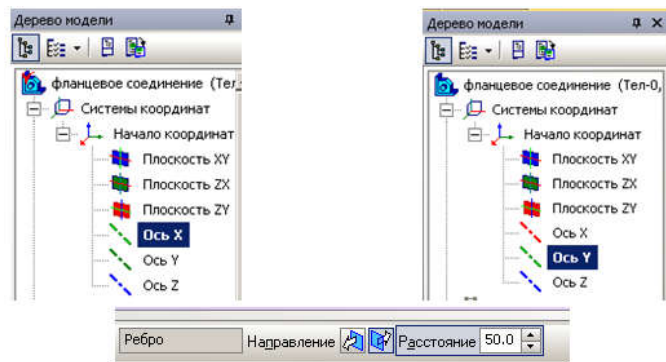 Дерево модели
фланцевое соединение (Тел
Системы координат
Начало координат
Плоскость XY
Плоскость ZX
Плоскость ZY
Ось X
Ось Y
Ось Z
Дерево модели
фланцевое соединение (Тел-0,
Системы координат
Начало координат
Плоскость XY
Плоскость ZX
Плоскость ZY
Ось X
Ось Y
Ось Z
Ребро Направление Расстояние 50.0